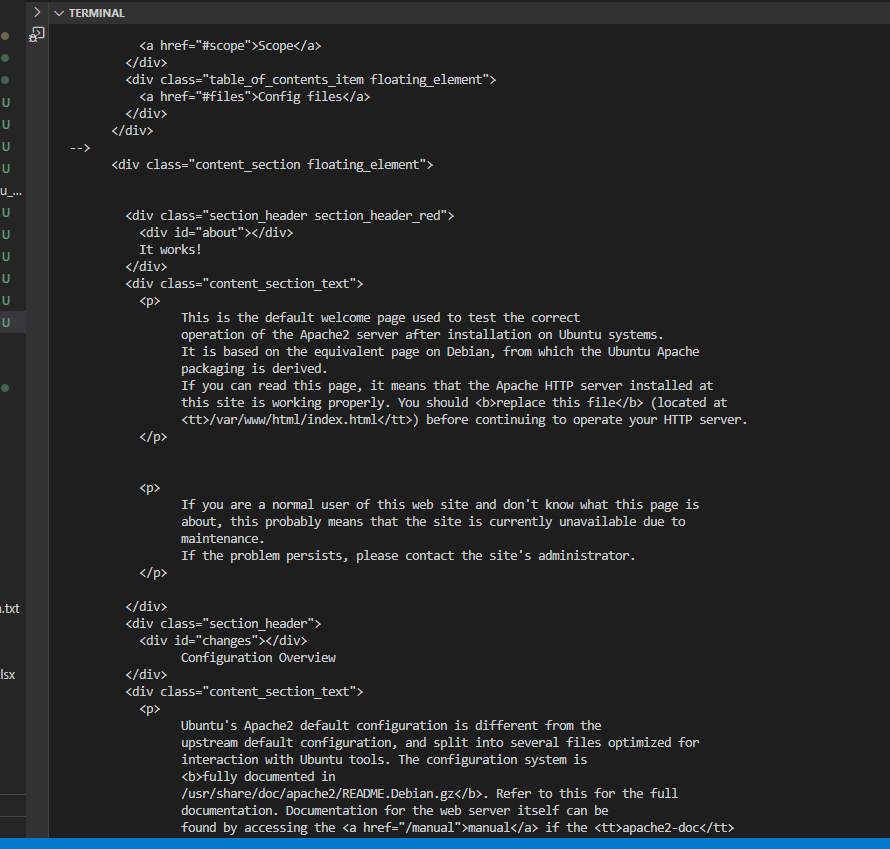 TERMINAL
<a href="#scope">Scope</a>
</div>
<div class="table_of_contents_item floating_element">
<a href="#files">Config files</a>
</div>
</div>
-->
<div class="content_section floating_element">
<div class="section_header section_header_red">
<div id="about"></div>
It works!
</div>
<div class="content_section_text">
<p>
This is the default welcome page used to test the correct
operation of the Apache2 server after installation on Ubuntu systems.
It is based on the equivalent page on Debian, from which the Ubuntu Apache
packaging is derived.
If you can read this page, it means that the Apache HTTP server installed at
this site is working properly. You should <b>replace this file</b> (located at
<tt>/var/www/html/index.html</tt>) before continuing to operate your HTTP server.
</p>
<p>
If you are a normal user of this web site and don't know what this page is
about, this probably means that the site is currently unavailable due to
maintenance.
If the problem persists, please contact the site's administrator.
</p>
</div>
<div class="section_header">
<div id="changes"></div>
Configuration Overview
</div>
<div class="content_section_text">
<p>
Ubuntu's Apache2 default configuration is different from the
upstream default configuration, and split into several files optimized for
interaction with Ubuntu tools. The configuration system is
<b>fully documented in
/usr/share/doc/apache2/README.Debian.gz</b>. Refer to this for the full
documentation. Documentation for the web server itself can be
found by accessing the <a href="/manual">manual</a> if the <tt>apache2-doc</tt>
U
U
U
U
u_...
U
U
U
U
U
U
.txt
lsx